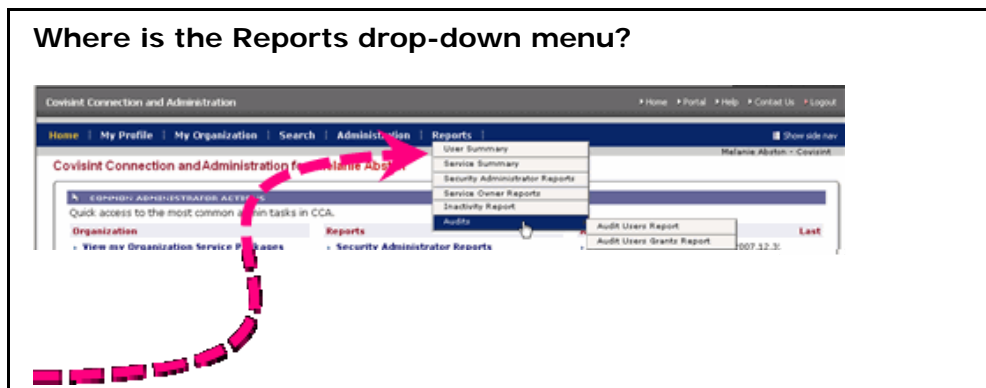 Where is the Reports drop-down menu?
Covisint Connection and Administration
Home Portal Help Contact Us Logout
Home | My Profile | My Organization | Search | Administration | Reports |
Show side nav
Melanie Abston - Covisint
Covisint Connection and Administration for Melanie Abston
User Summary
Service Summary
Security Administrator Reports
Service Owner Reports
Inactivity Report
Audits
Audit Users Report
Audit Users Grants Report
COMMON ADMINISTRATOR ACTIONS
Quick access to the most common admin tasks in CCA.
Organization
Reports
Last
View my Organization Service Packages
Security Administrator Reports